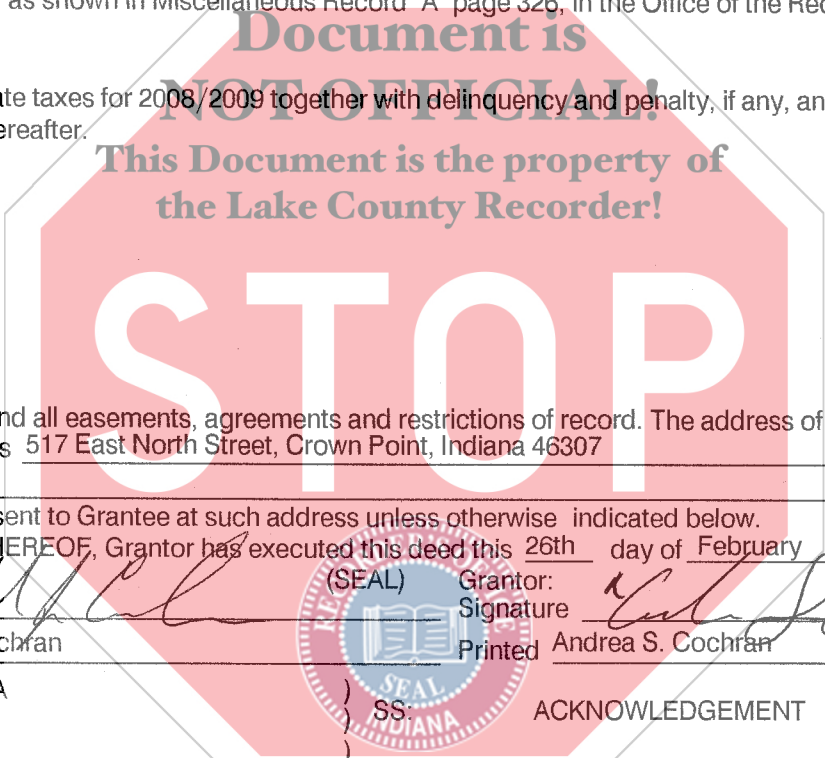 as shown in Miscellaneous Record "A" page 326, in the Office of the Rec
Document is
ate taxes for 2008/2009 together with delinquency and penalty, if any, an
NOT OFFICIAL!
ereafter.
This Document is the property of
the Lake County Recorder!
STOP
nd all easements, agreements and restrictions of record. The address of
s 517 East North Street, Crown Point, Indiana 46307
sent to Grantee at such address unless otherwise indicated below.
EREOF, Grantor has executed this deed this 26th day of February
(SEAL) Grantor:
Signature
chran Printed Andrea S. Cochran
A
) SS: ACKNOWLEDGEMENT
)
)
SEAL
INDIANA